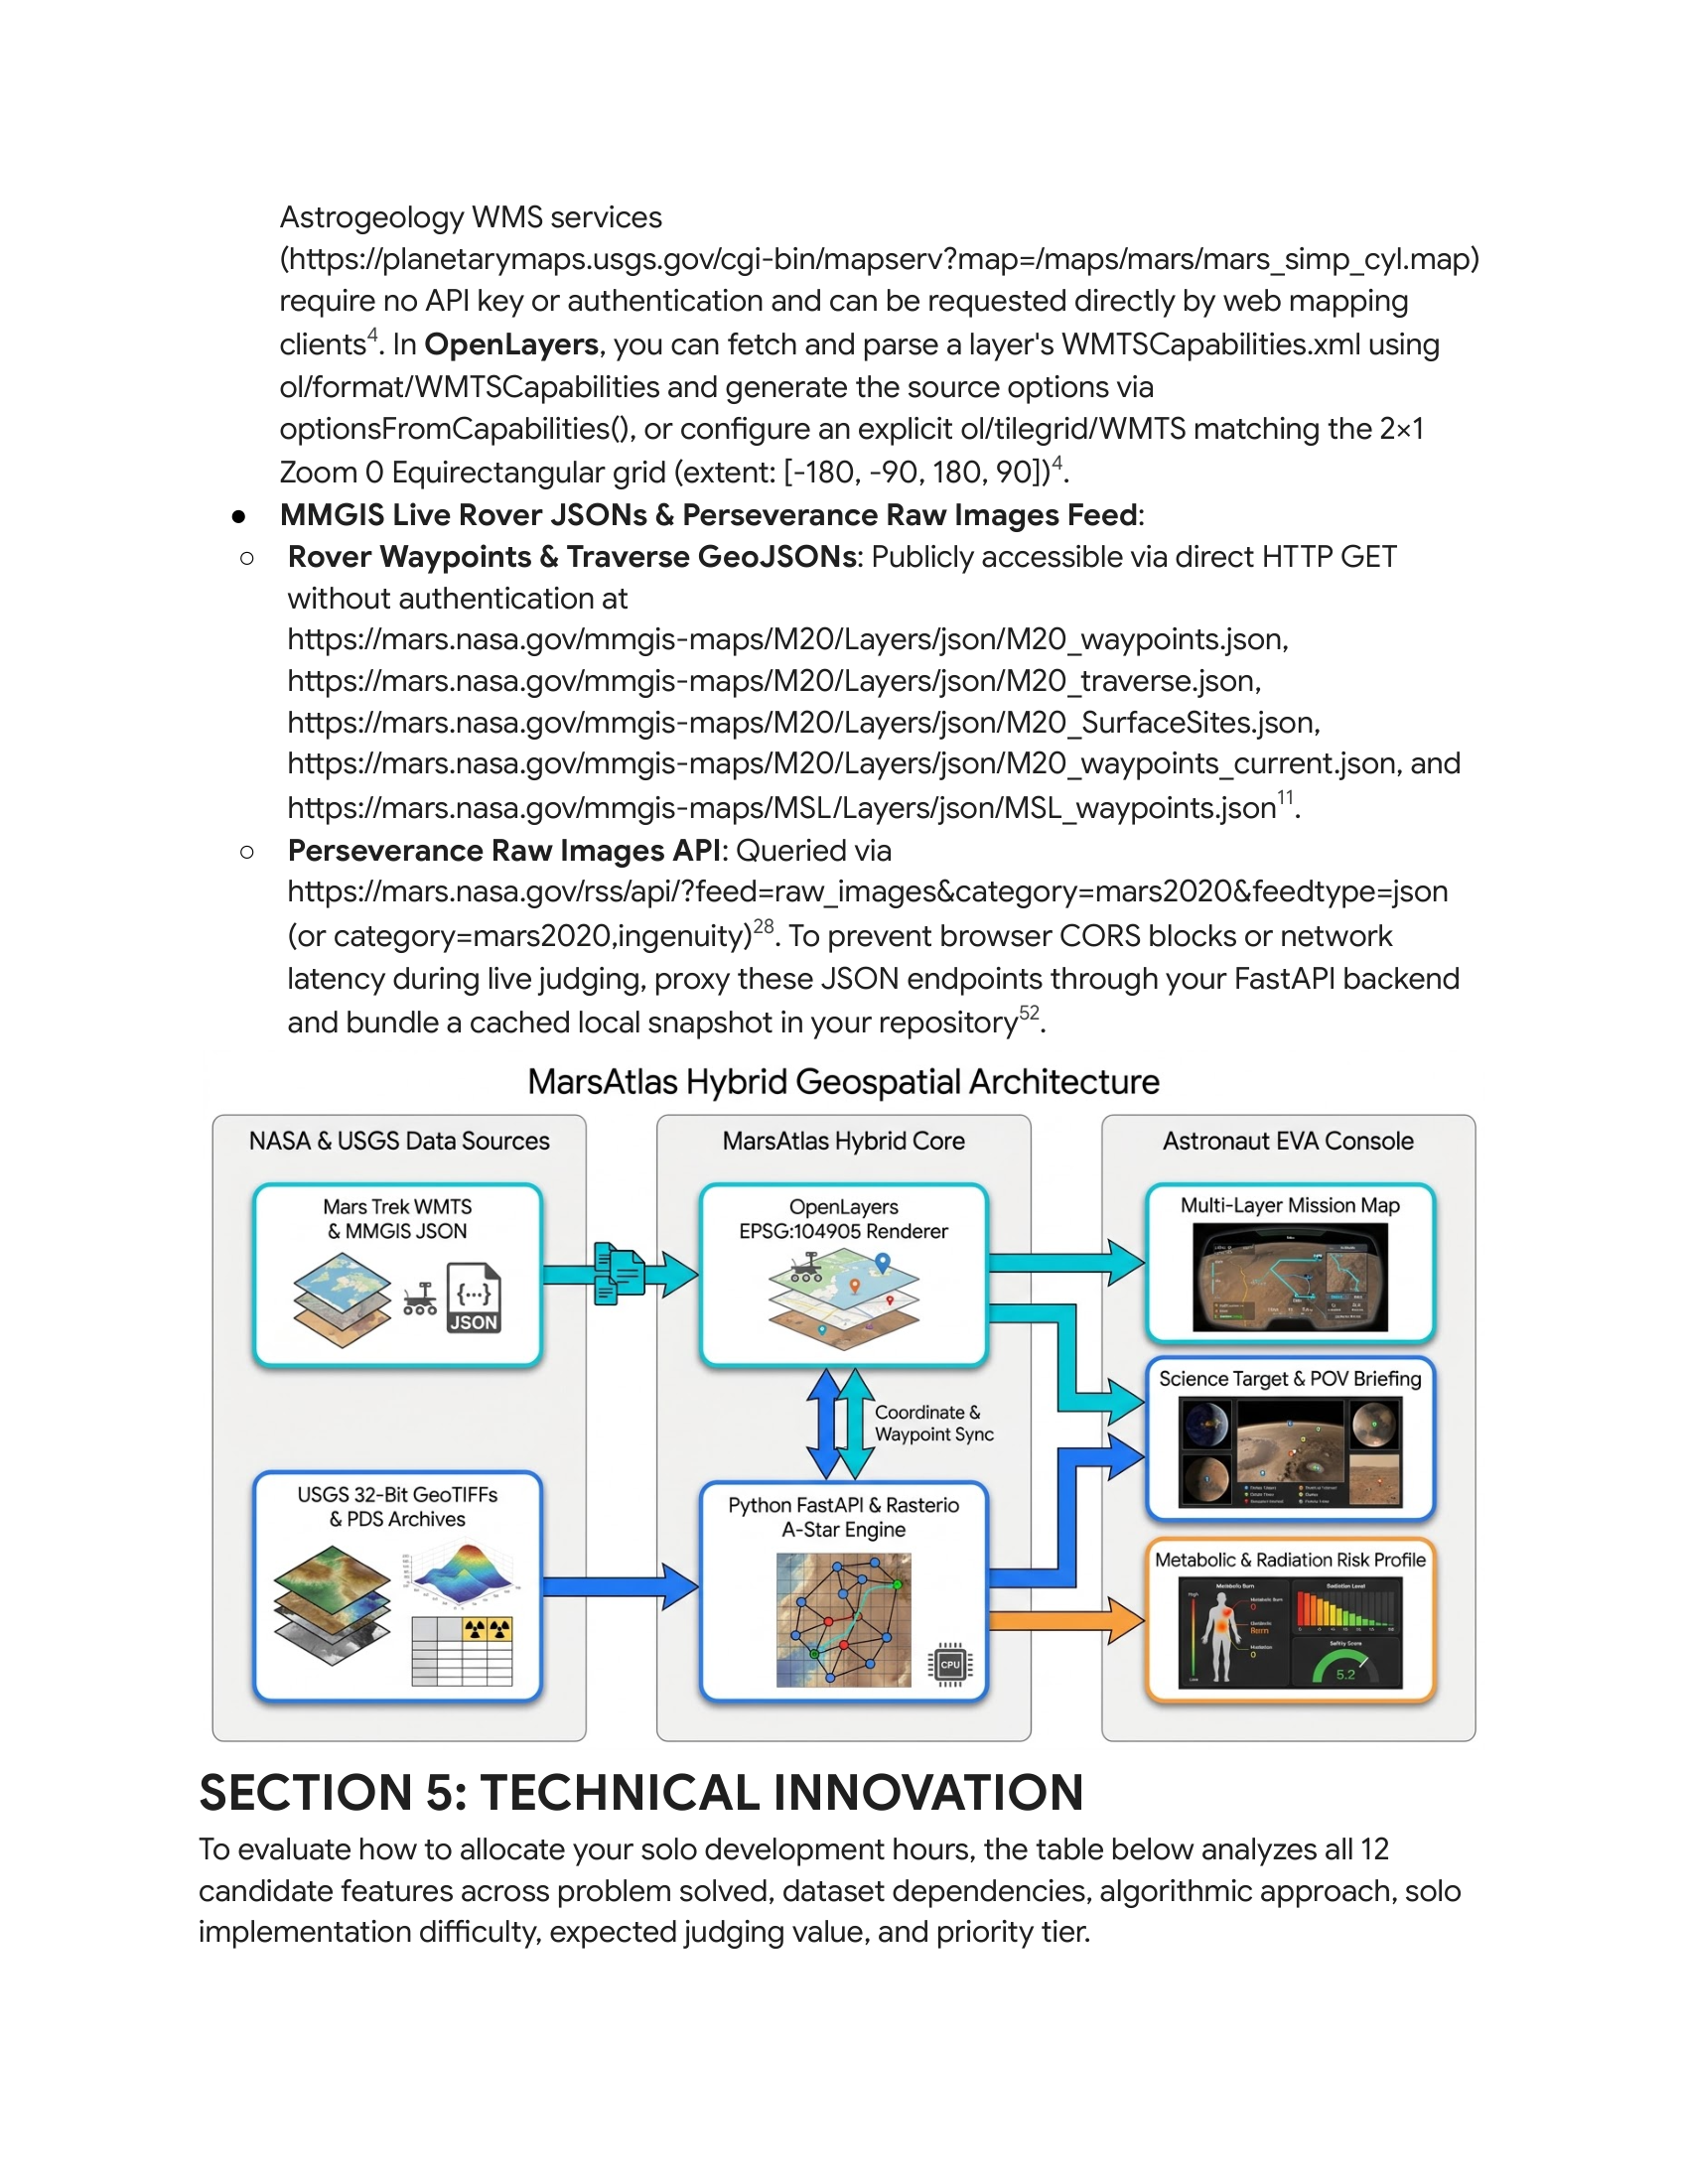 Astrogeology WMS services
(https://planetarymaps.usgs.gov/cgi-bin/mapserv?map=/maps/mars/mars_simp_cyl.map)
require no API key or authentication and can be requested directly by web mapping
clients4. In OpenLayers, you can fetch and parse a layer's WMTSCapabilities.xml using
ol/format/WMTSCapabilities and generate the source options via
optionsFromCapabilities(), or configure an explicit ol/tilegrid/WMTS matching the 2×1
Zoom 0 Equirectangular grid (extent: [-180, -90, 180, 90])4.
● MMGIS Live Rover JSONs & Perseverance Raw Images Feed:
○ Rover Waypoints & Traverse GeoJSONs: Publicly accessible via direct HTTP GET
without authentication at
https://mars.nasa.gov/mmgis-maps/M20/Layers/json/M20_waypoints.json,
https://mars.nasa.gov/mmgis-maps/M20/Layers/json/M20_traverse.json,
https://mars.nasa.gov/mmgis-maps/M20/Layers/json/M20_SurfaceSites.json,
https://mars.nasa.gov/mmgis-maps/M20/Layers/json/M20_waypoints_current.json, and
https://mars.nasa.gov/mmgis-maps/MSL/Layers/json/MSL_waypoints.json11.
○ Perseverance Raw Images API: Queried via
https://mars.nasa.gov/rss/api/?feed=raw_images&category=mars2020&feedtype=json
(or category=mars2020,ingenuity)28. To prevent browser CORS blocks or network
latency during live judging, proxy these JSON endpoints through your FastAPI backend
and bundle a cached local snapshot in your repository52.
MarsAtlas Hybrid Geospatial Architecture
NASA & USGS Data Sources
Mars Trek WMTS
& MMGIS JSON
{...}
JSON
USGS 32-Bit GeoTIFFs
& PDS Archives
MarsAtlas Hybrid Core
OpenLayers
EPSG:104905 Renderer
Coordinate &
Waypoint Sync
Python FastAPI & Rasterio
A-Star Engine
CPU
Astronaut EVA Console
Multi-Layer Mission Map
Science Target & POV Briefing
Metabolic & Radiation Risk Profile
Metabolic Burn
Radiation Level
High
Safity Score
5.2
SECTION 5: TECHNICAL INNOVATION
To evaluate how to allocate your solo development hours, the table below analyzes all 12
candidate features across problem solved, dataset dependencies, algorithmic approach, solo
implementation difficulty, expected judging value, and priority tier.